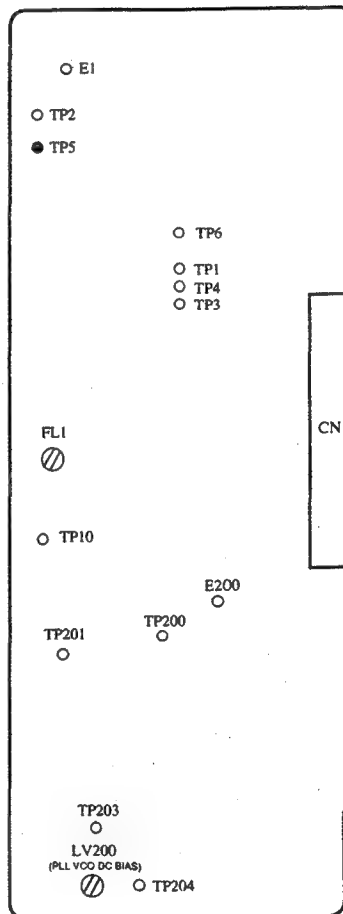 E1
TP2
TP5
TP6
TP1
TP4
TP3
CN
FL1
TP10
E200
TP200
TP201
TP203
LV200
(PLL VCO DC BIAS)
TP204